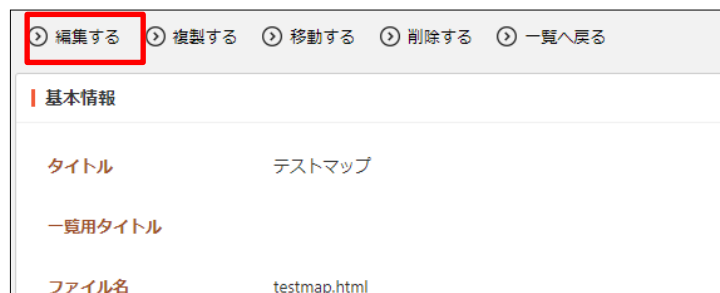 編集する 複製する 移動する 削除する 一覧へ戻る
基本情報
タイトル テストマップ
一覧用タイトル
ファイル名 testmap.html